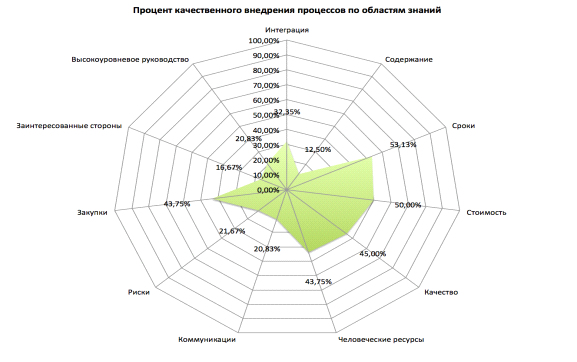 Процент качественного внедрения процессов по областям знаний
Интеграция
100,00%
90,00%
80,00%
70,00%
60,00%
50,00%
40,00%
30,00%
20,00%
10,00%
0,00%
32,35%
Содержание
12,50%
Сроки
53,13%
Стоимость
50,00%
Качество
45,00%
Человеческие ресурсы
43,75%
Коммуникации
20,83%
Риски
21,67%
Закупки
43,75%
Заинтересованные стороны
16,67%
Высокоуровневое руководство
20,83%